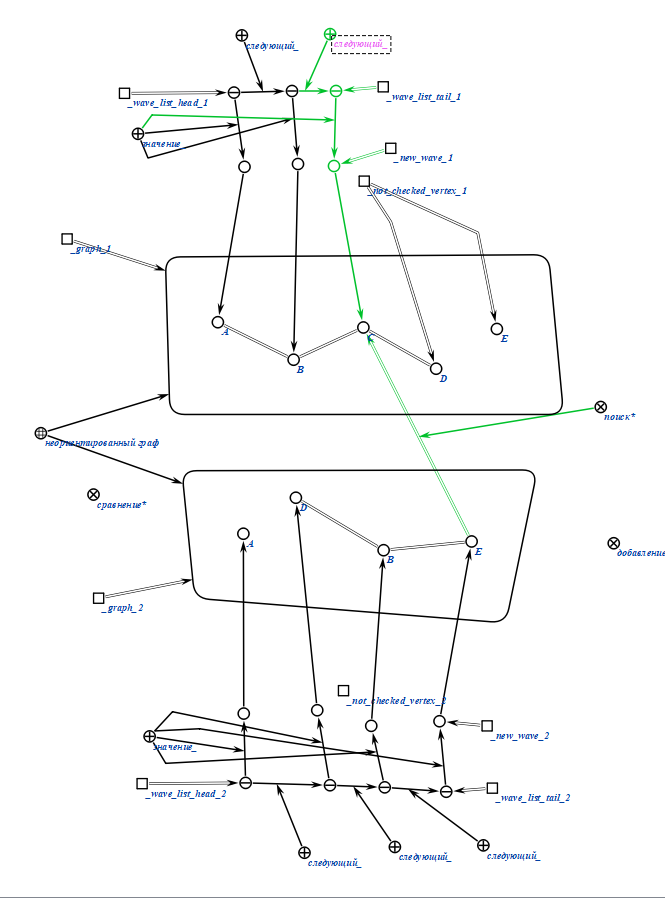 следующий_
следующий_
_wave_list_head_1
_wave_list_tail_1
значение_
_new_wave_1
_not_checked_vertex_1
_graph_1
A
B
C
D
E
поиск*
неориентированный граф
сравнение*
D
A
B
E
добавление
_graph_2
_not_checked_vertex_2
значение_
_new_wave_2
_wave_list_head_2
_wave_list_tail_2
следующий_
следующий_
следующий_